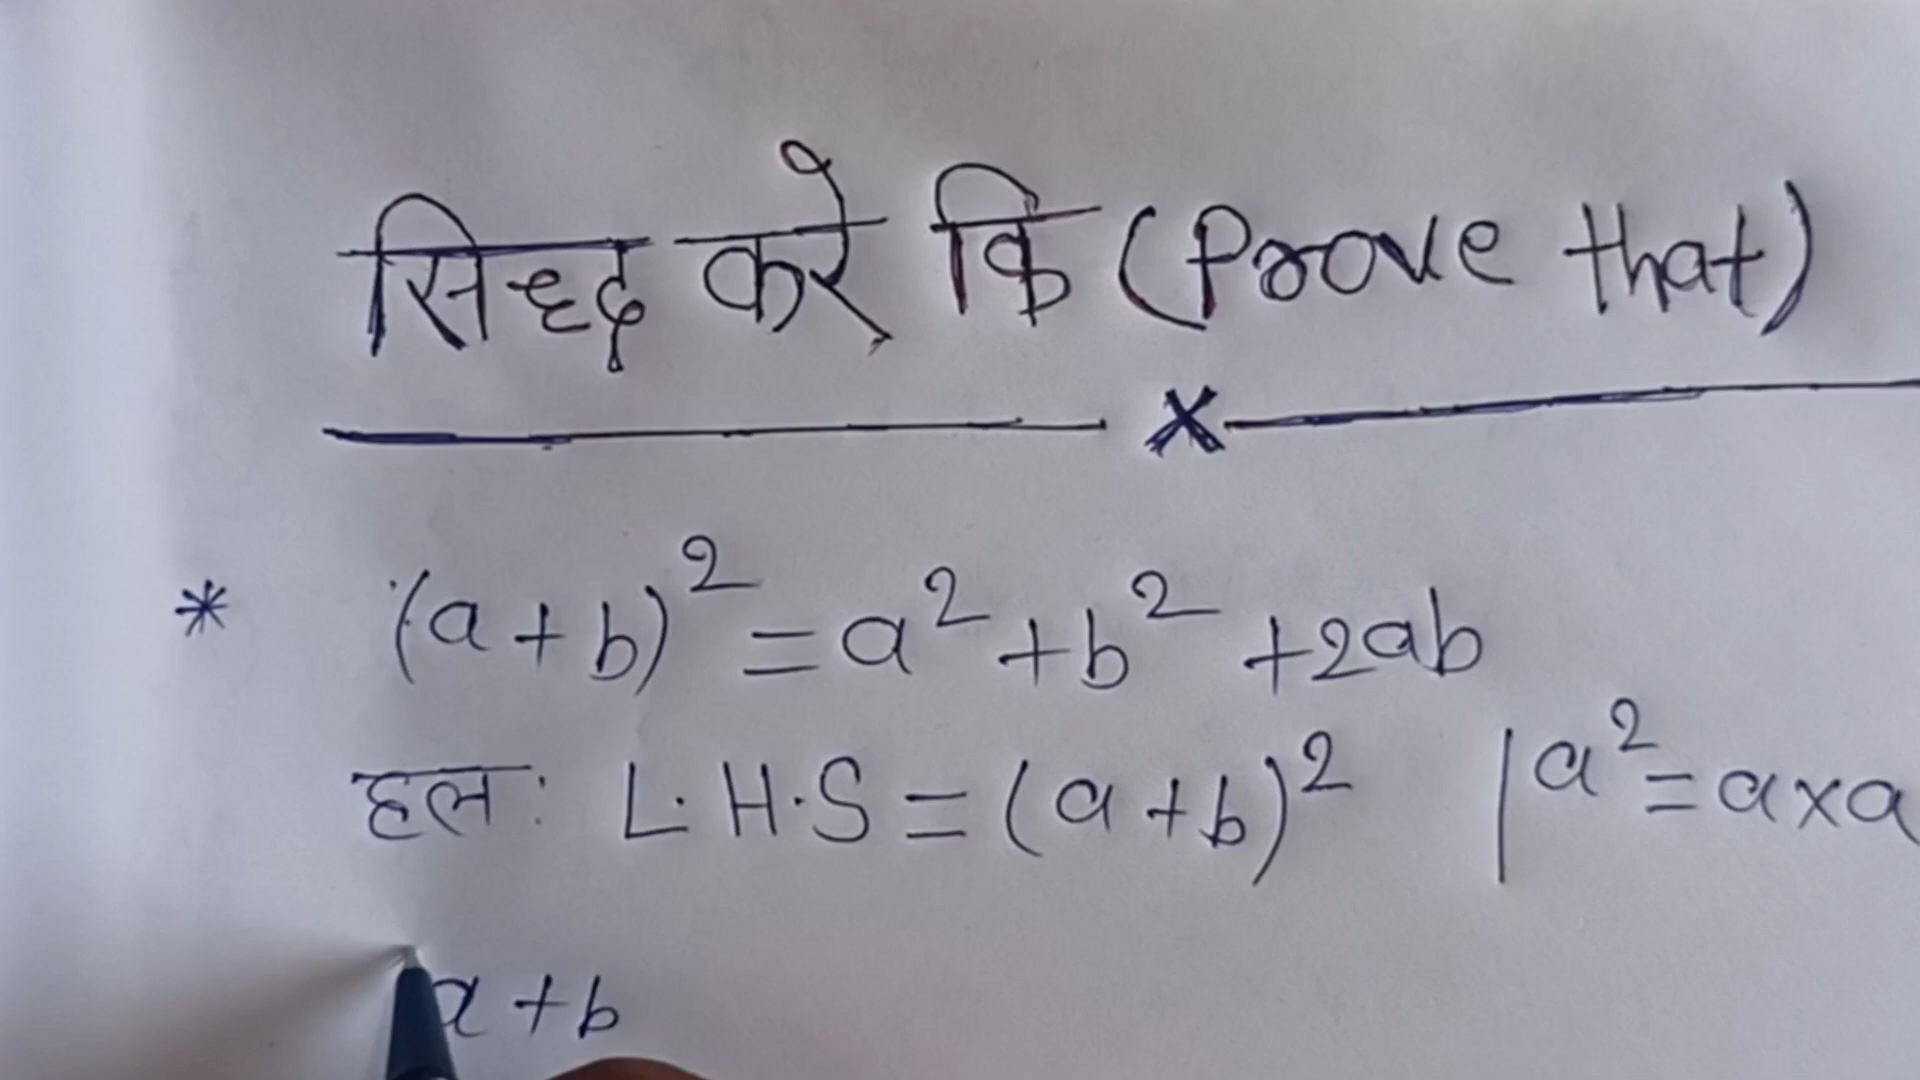 सिद्ध करे कि (Prove that)
x
* (a+b)² = a² + b² + 2ab
हल: L.H.S = (a+b)² | a² = a×a
a + b